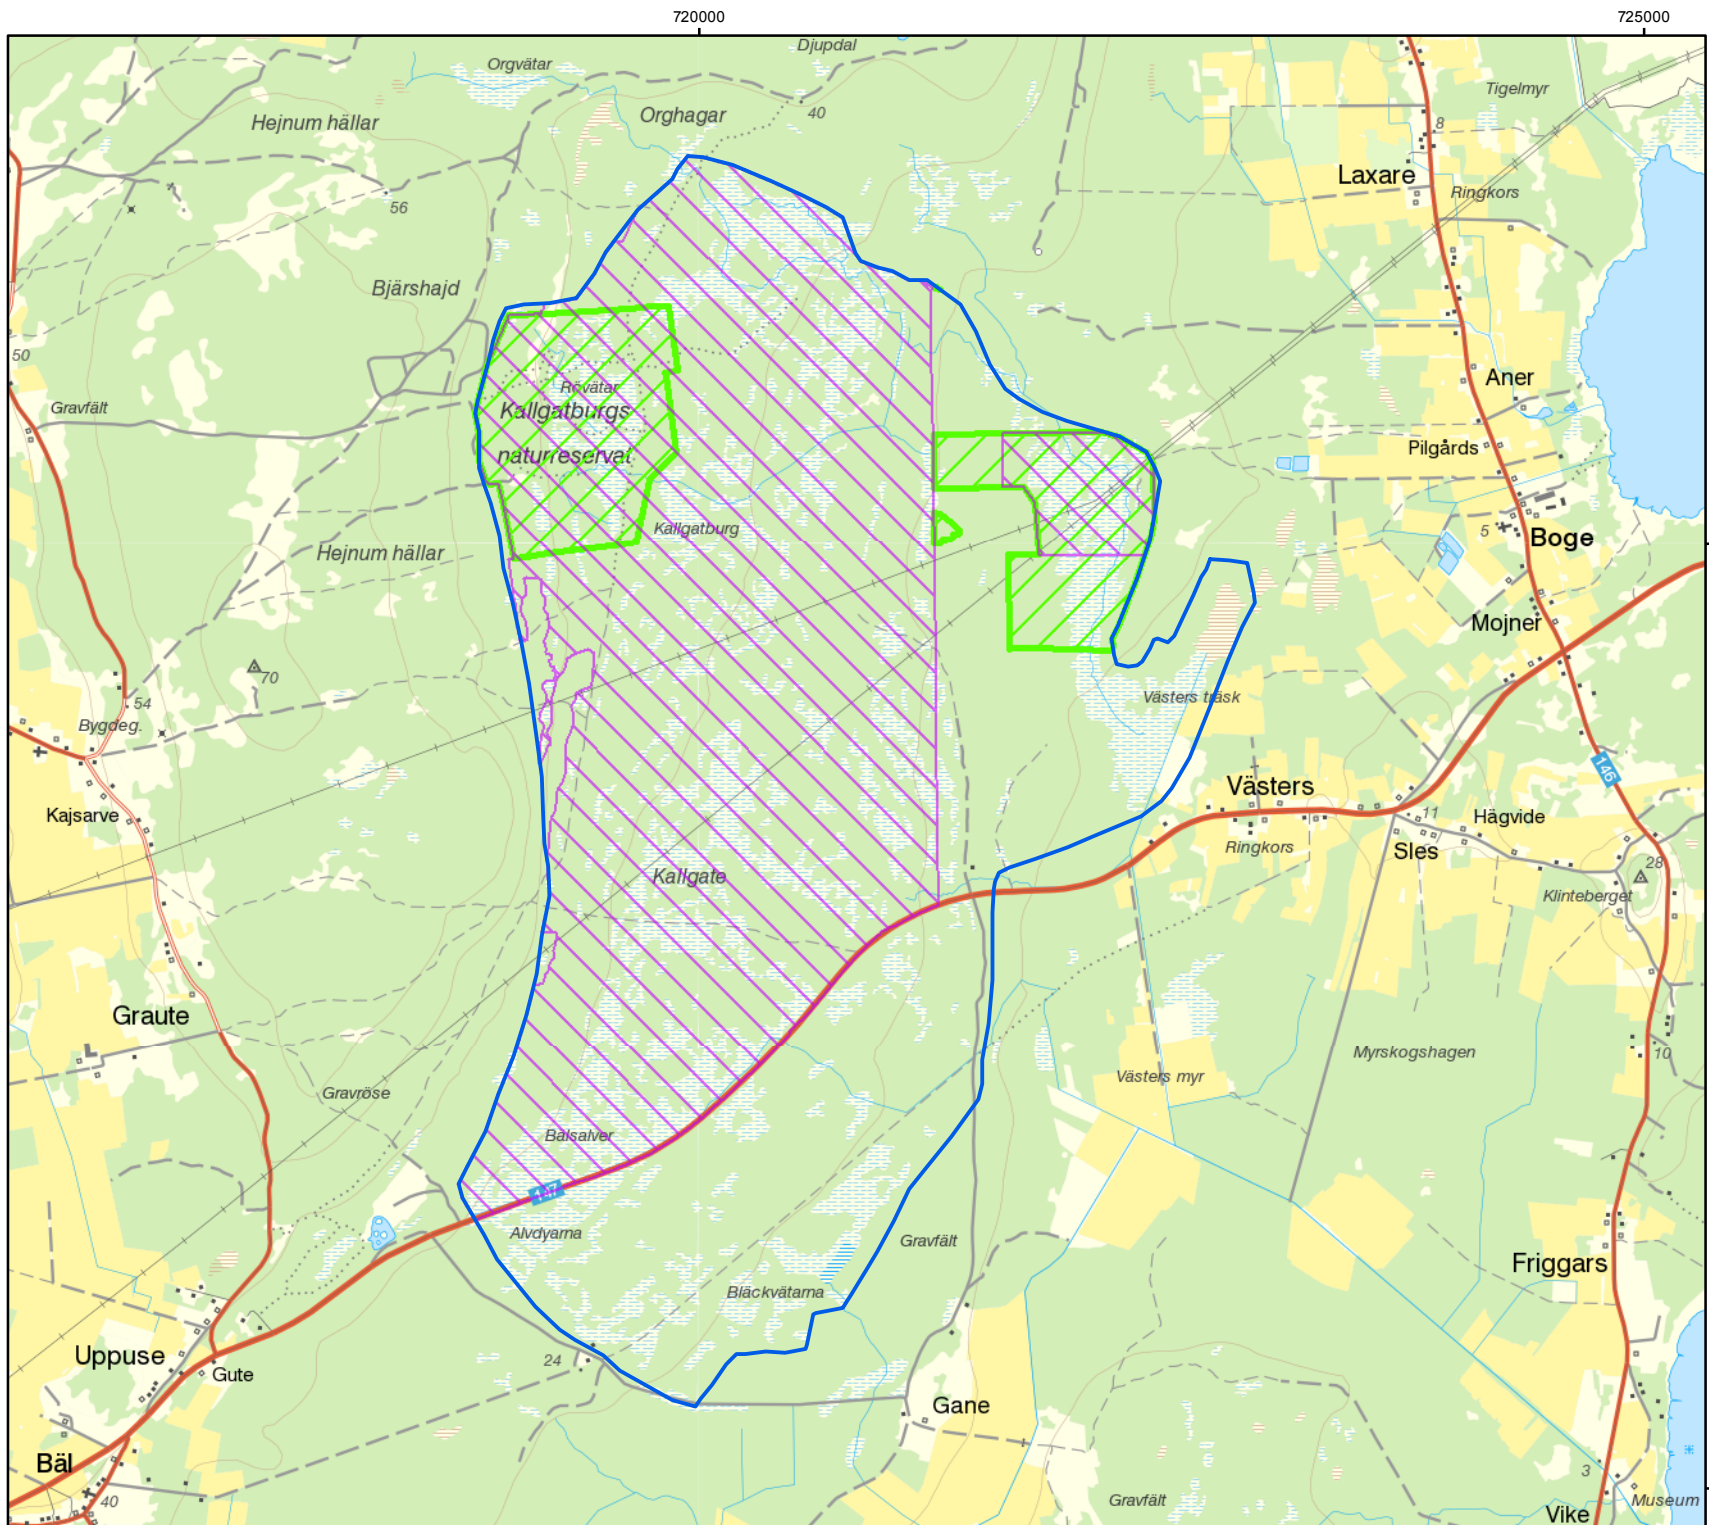 720000
725000
Djupdal
Orgvätar
Tigelmyr
Orghagar
40
Hejnum hällar
8
Laxare
Ringkors
56
Bjärshajd
50
Aner
Rövätar
Gravfält
Kallgatburgs
Pilgårds
naturreservat
Kallgatburg
5
Boge
Hejnum hällar
Mojner
70
Västers träsk
54
Bygdeg.
146
Västers
Kajsarve
11
Hägvide
Ringkors
Sles
28
Kallgate
Klinteberget
Graute
Myrskogshagen
10
Västers myr
Gravröse
Bälsalver
147
Alvdyarna
Gravfält
Friggars
Bläckvätarna
Uppuse
24
Gute
Gane
Bäl
3
40
Gravfält
Museum
Vike